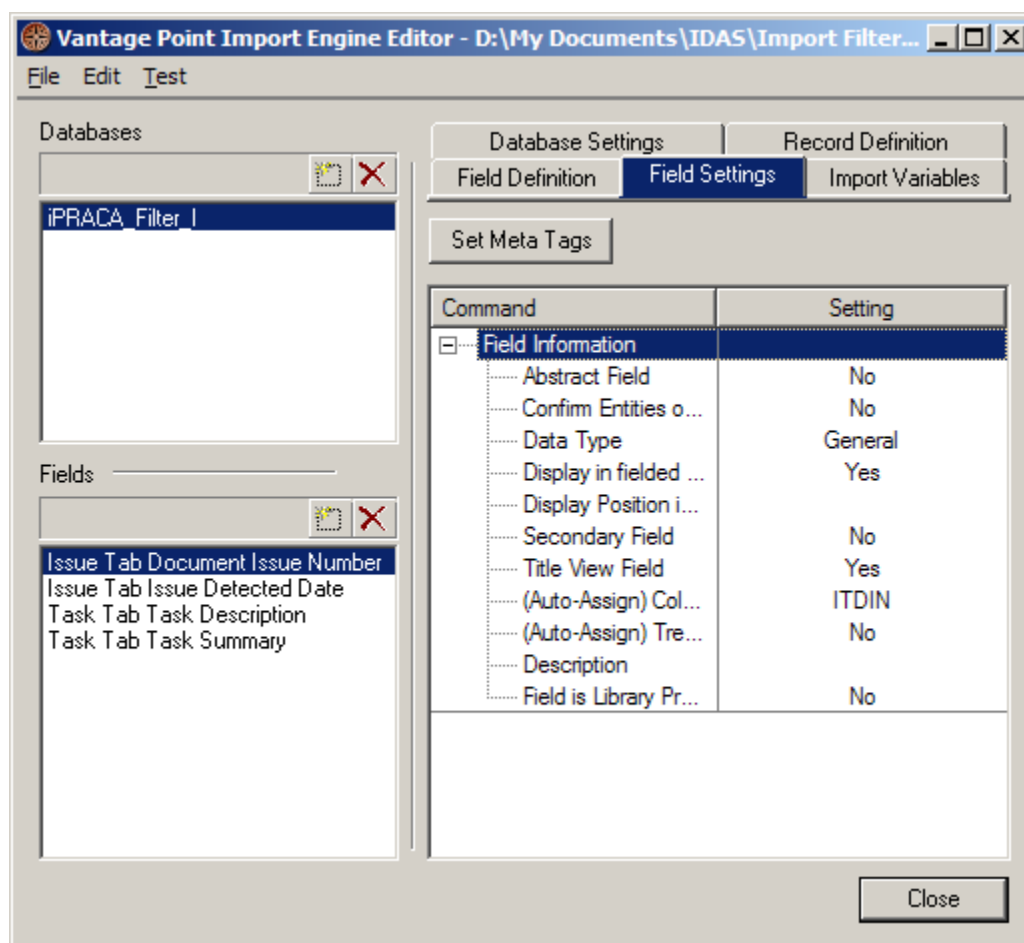 Vantage Point Import Engine Editor - D:\My Documents\IDAS\Import Filter...
File Edit Test
Databases
iPRACA_Filter_I
Fields
Issue Tab Document Issue Number
Issue Tab Issue Detected Date
Task Tab Task Description
Task Tab Task Summary
Database Settings Record Definition
Field Definition Field Settings Import Variables
Set Meta Tags
Command Setting
Field Information
Abstract Field No
Confirm Entities o... No
Data Type General
Display in fielded ... Yes
Display Position i...
Secondary Field No
Title View Field Yes
(Auto-Assign) Col... ITDIN
(Auto-Assign) Tre... No
Description
Field is Library Pr... No
Close